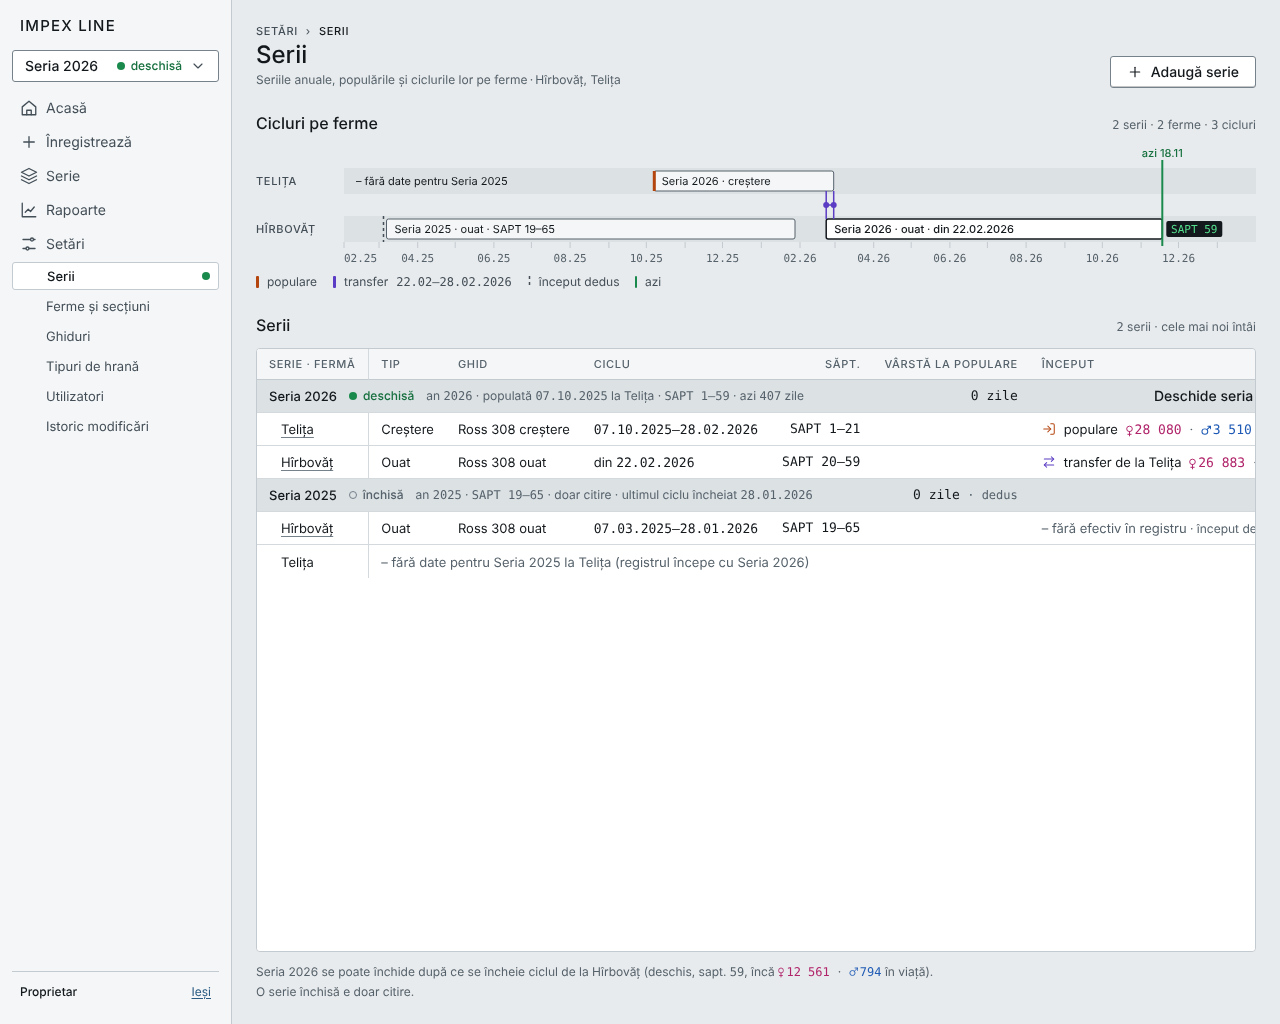 IMPEX LINE
Seria 2026 deschisă
Acasă
Înregistrează
Serie
Rapoarte
Setări
Serii
Ferme și secțiuni
Ghiduri
Tipuri de hrană
Utilizatori
Istoric modificări
Proprietar Ieși
SETĂRI › SERII
Serii
Seriile anuale, populările și ciclurile lor pe ferme · Hîrbovăț, Telița
Adaugă serie
Cicluri pe ferme
2 serii · 2 ferme · 3 cicluri
azi 18.11
TELIȚA – fără date pentru Seria 2025 Seria 2026 · creștere
HÎRBOVĂȚ Seria 2025 · ouat · SAPT 19–65 Seria 2026 · ouat · din 22.02.2026 SAPT 59
02.25 04.25 06.25 08.25 10.25 12.25 02.26 04.26 06.26 08.26 10.26 12.26
populare transfer 22.02–28.02.2026 început dedus azi
Serii
2 serii · cele mai noi întâi
SERIE · FERMĂ TIP GHID CICLU SĂPT. VÂRSTĂ LA POPULARE ÎNCEPUT
Seria 2026 deschisă an 2026 · populată 07.10.2025 la Telița · SAPT 1–59 · azi 407 zile 0 zile Deschide seria
Telița Creștere Ross 308 creștere 07.10.2025–28.02.2026 SAPT 1–21 populare ♀28 080 · ♂3 510
Hîrbovăț Ouat Ross 308 ouat din 22.02.2026 SAPT 20–59 transfer de la Telița ♀26 883 ·
Seria 2025 închisă an 2025 · SAPT 19–65 · doar citire · ultimul ciclu încheiat 28.01.2026 0 zile · dedus
Hîrbovăț Ouat Ross 308 ouat 07.03.2025–28.01.2026 SAPT 19–65 – fără efectiv în registru · început de
Telița – fără date pentru Seria 2025 la Telița (registrul începe cu Seria 2026)
Seria 2026 se poate închide după ce se încheie ciclul de la Hîrbovăț (deschis, sapt. 59, încă ♀12 561 · ♂794 în viață).
O serie închisă e doar citire.